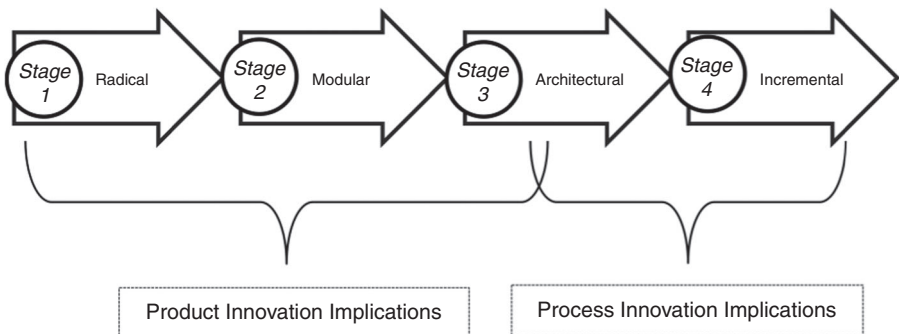 Stage
1
Radical
Stage
2
Modular
Stage
3
Architectural
Stage
4
Incremental
Product Innovation Implications
Process Innovation Implications